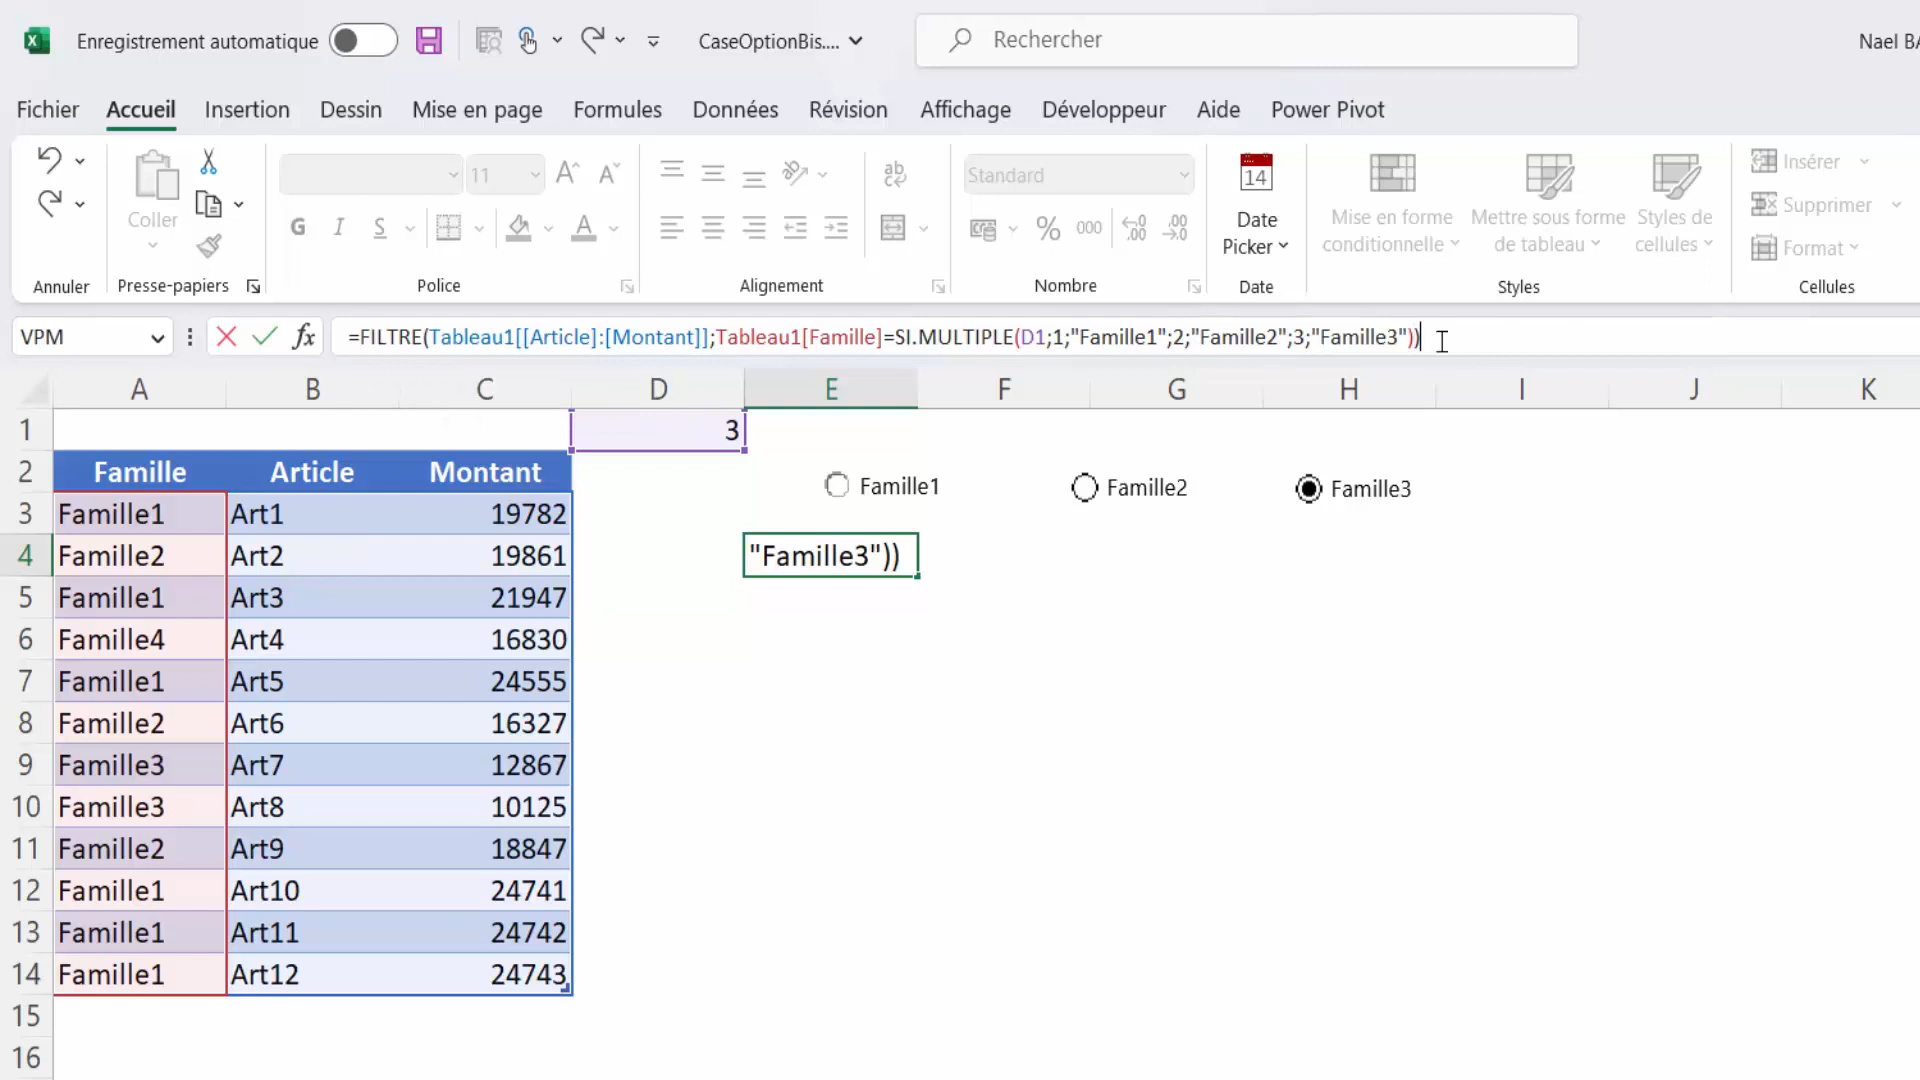 Enregistrement automatique CaseOptionBis.... Rechercher Nael BA
Fichier Accueil Insertion Dessin Mise en page Formules Données Révision Affichage Développeur Aide Power Pivot
Coller 11 Standard 14 Date Picker Mise en forme conditionnelle Mettre sous forme de tableau Styles de cellules Insérer Supprimer Format
G I S A ab % 000
Annuler Presse-papiers Police Alignement Nombre Date Styles Cellules
VPM fx =FILTRE(Tableau1[[Article]:[Montant]];Tableau1[Famille]=SI.MULTIPLE(D1;1;"Famille1";2;"Famille2";3;"Famille3"))
A B C D E F G H I J K
1 3
2 Famille Article Montant Famille1 Famille2 Famille3
3 Famille1 Art1 19782
4 Famille2 Art2 19861 "Famille3"))
5 Famille1 Art3 21947
6 Famille4 Art4 16830
7 Famille1 Art5 24555
8 Famille2 Art6 16327
9 Famille3 Art7 12867
10 Famille3 Art8 10125
11 Famille2 Art9 18847
12 Famille1 Art10 24741
13 Famille1 Art11 24742
14 Famille1 Art12 24743
15
16